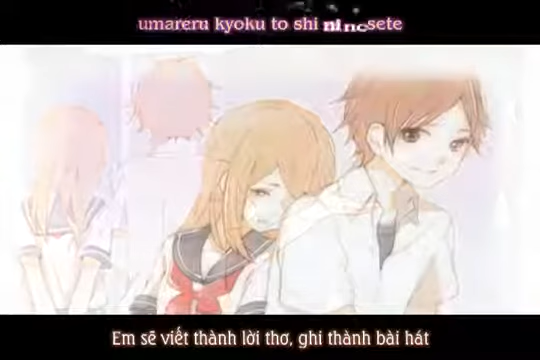 umareru kyoku to shi ni nosete
Em sẽ viết thành lời thơ, ghi thành bài hát